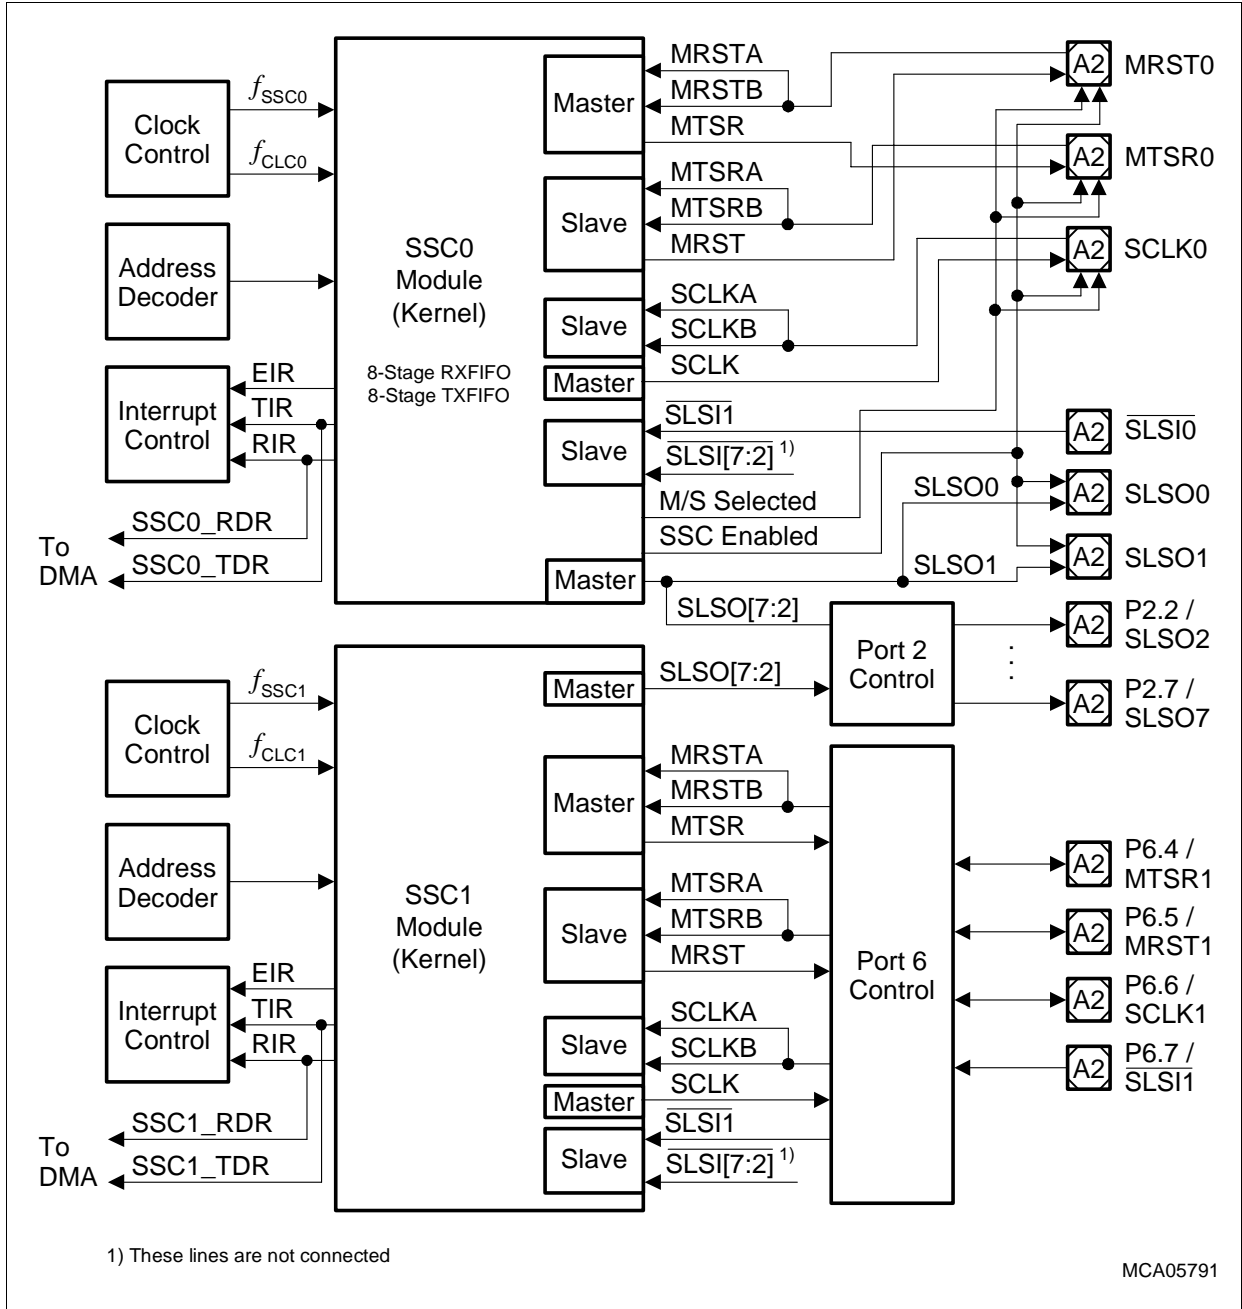 MRSTA
MRSTB
MTSR
MTSRA
MTSRB
MRST
SCLKA
SCLKB
SCLK
SLSI1
SLSI[7:2] 1)
M/S Selected
SSC Enabled
SLSO0
SLSO1
SLSO[7:2]
Clock
Control
fSSC0
fCLC0
Address
Decoder
Interrupt
Control
EIR
TIR
RIR
To
DMA
SSC0_RDR
SSC0_TDR
SSC0
Module
(Kernel)
8-Stage RXFIFO
8-Stage TXFIFO
Master
Slave
Slave
Master
Slave
Master
A2 MRST0
A2 MTSR0
A2 SCLK0
A2 SLSI0
A2 SLSO0
A2 SLSO1
A2 P2.2 /
SLSO2
A2 P2.7 /
SLSO7
Port 2
Control
Clock
Control
fSSC1
fCLC1
Address
Decoder
Interrupt
Control
EIR
TIR
RIR
To
DMA
SSC1_RDR
SSC1_TDR
SSC1
Module
(Kernel)
Master
Master
Slave
Slave
Master
Slave
SLSO[7:2]
MRSTA
MRSTB
MTSR
MTSRA
MTSRB
MRST
SCLKA
SCLKB
SCLK
SLSI1
SLSI[7:2] 1)
Port 6
Control
A2 P6.4 /
MTSR1
A2 P6.5 /
MRST1
A2 P6.6 /
SCLK1
A2 P6.7 /
SLSI1
1) These lines are not connected
MCA05791